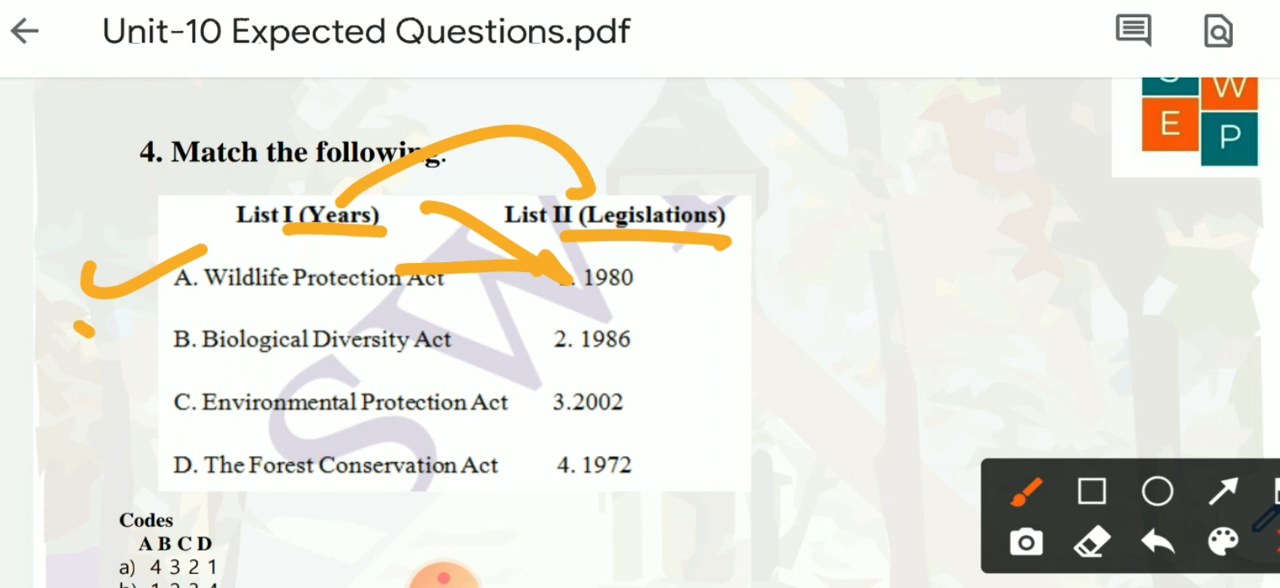 Unit-10 Expected Questions.pdf
W
E P
4. Match the following:
List I (Years) List II (Legislations)
A. Wildlife Protection Act 1. 1980
B. Biological Diversity Act 2. 1986
C. Environmental Protection Act 3.2002
D. The Forest Conservation Act 4. 1972
SW
Codes
A B C D
a) 4 3 2 1